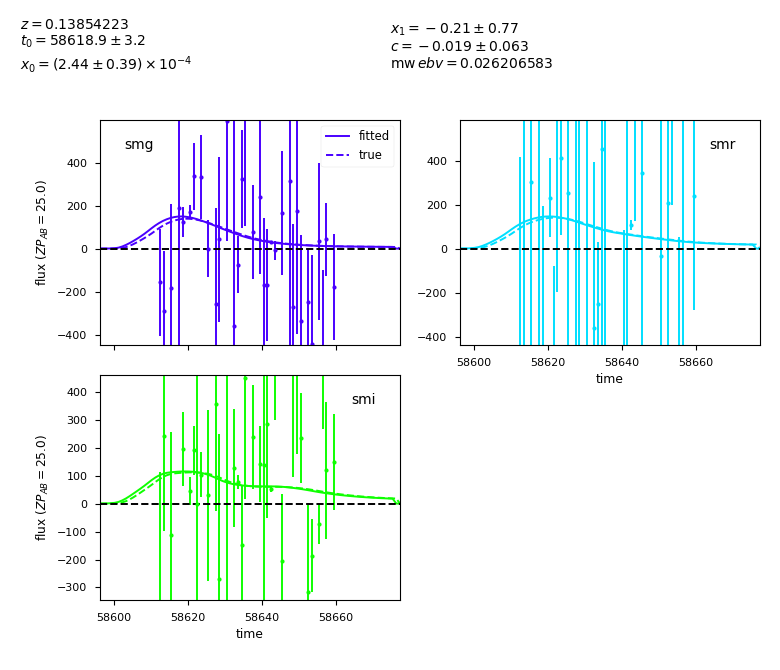 z = 0.13854223
t₀ = 58618.9 ± 3.2
x₀ = (2.44 ± 0.39) × 10⁻⁴
x₁ = −0.21 ± 0.77
c = −0.019 ± 0.063
mw ebv = 0.026206583
smg
fitted
true
400
200
0
−200
−400
flux (ZP_AB = 25.0)
smr
400
200
0
−200
−400
58600 58620 58640 58660
time
smi
400
300
200
100
0
−100
−200
−300
flux (ZP_AB = 25.0)
58600 58620 58640 58660
time